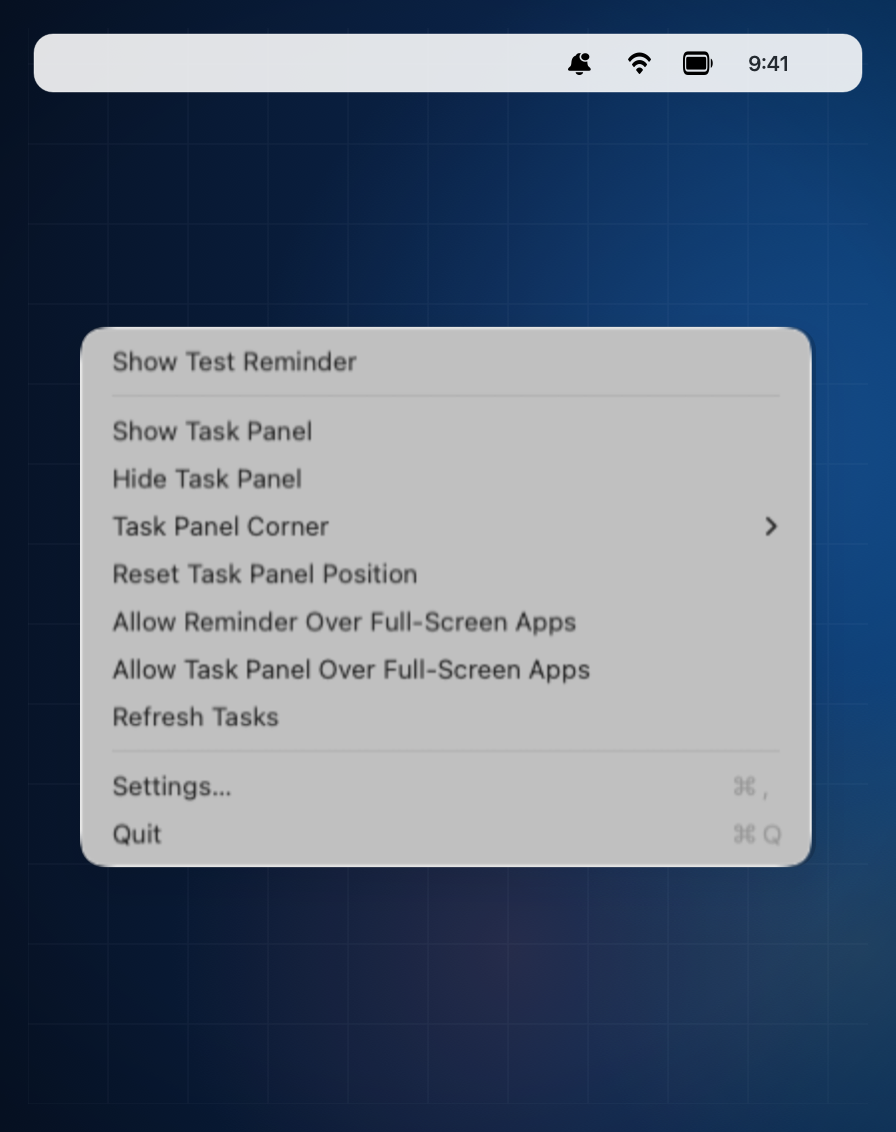 9:41
Show Test Reminder
Show Task Panel
Hide Task Panel
Task Panel Corner
Reset Task Panel Position
Allow Reminder Over Full-Screen Apps
Allow Task Panel Over Full-Screen Apps
Refresh Tasks
Settings... ⌘ ,
Quit ⌘ Q